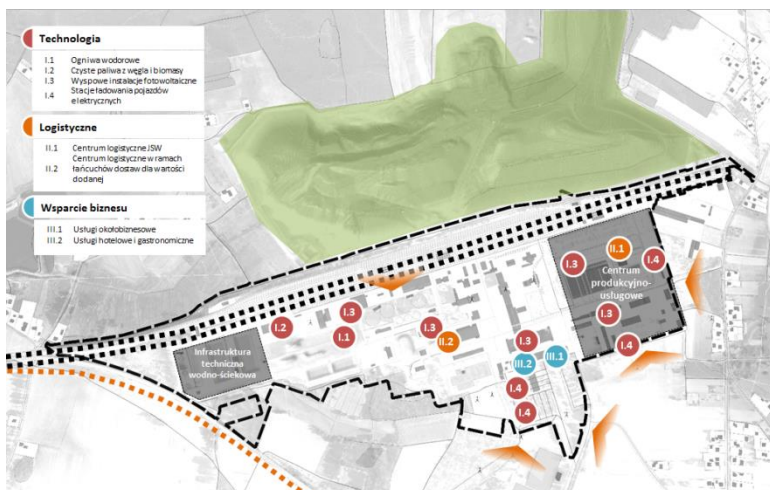 Technologia
I.1 Ogniwa wodorowe
I.2 Czyste paliwa z węgla i biomasy
I.3 Wyspowe instalacje fotowoltaiczne
I.4 Stacje ładowania pojazdów
elektrycznych
Logistyczne
II.1 Centrum logistyczne JSW
Centrum logistyczne w ramach
II.2 łańcuchów dostaw dla wartości
dodanej
Wsparcie biznesu
III.1 Usługi okołobiznesowe
III.2 Usługi hotelowe i gastronomiczne
II.1
I.3
I.4
Centrum
produkcyjno-
usługowe
I.3
I.3
I.2
I.3
I.1
II.2
I.3
I.4
Infrastruktura
techniczna
wodno-ściekowa
III.2
III.1
I.4
I.4